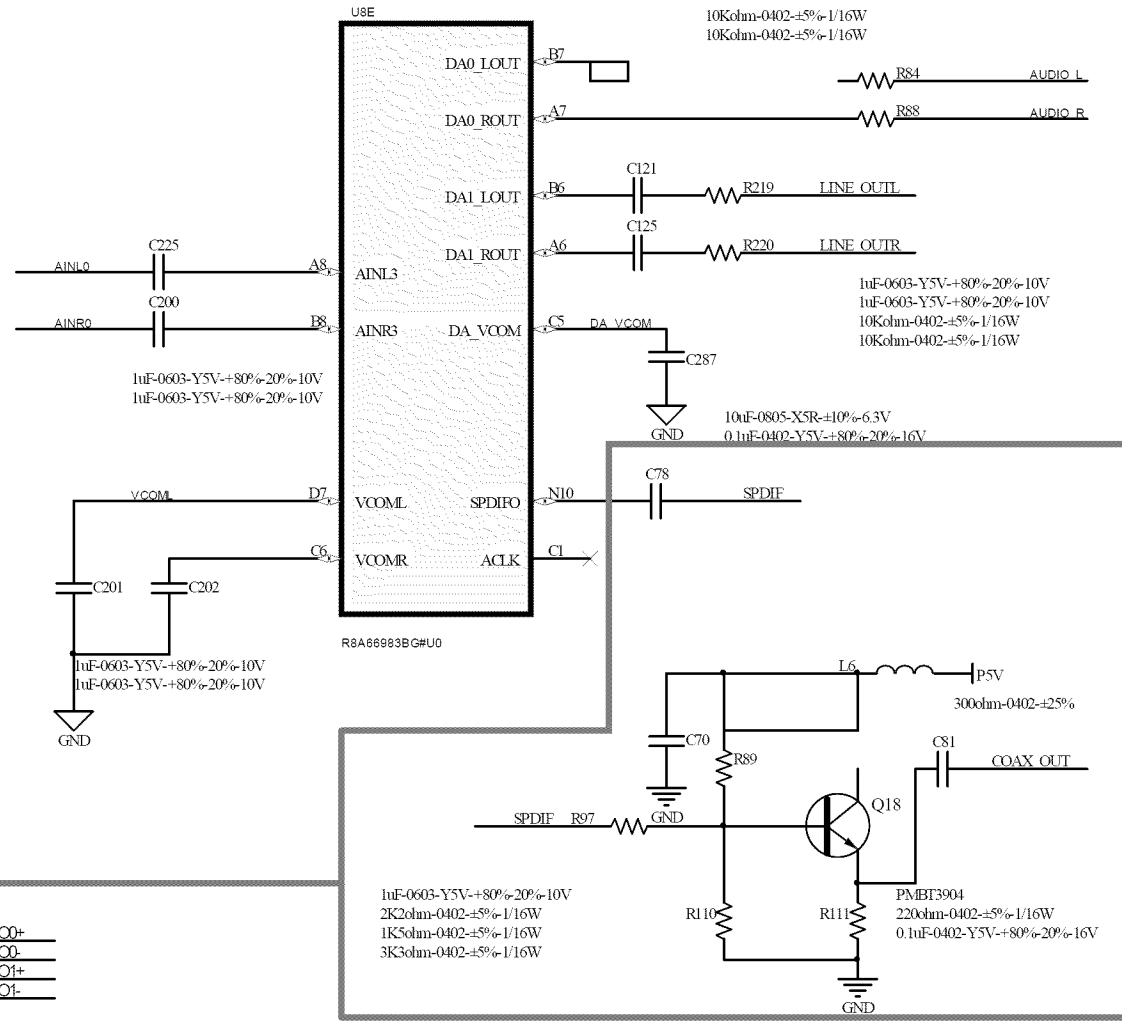 U8E
10Kohm-0402-±5%-1/16W
10Kohm-0402-±5%-1/16W
DA0_LOUT B7
R84 AUDIO_L
DA0_ROUT A7 R88 AUDIO_R
C121
DA1_LOUT B6 R219 LINE_OUTL
C125
DA1_ROUT A6 R220 LINE_OUTR
C225
AINL0 A8 AINL3
C200
AINR0 B8 AINR3
1uF-0603-Y5V-+80%-20%-10V
1uF-0603-Y5V-+80%-20%-10V
1uF-0603-Y5V-+80%-20%-10V
1uF-0603-Y5V-+80%-20%-10V
10Kohm-0402-±5%-1/16W
10Kohm-0402-±5%-1/16W
DA_VCOM C5 DA_VCOM
C287
GND
10uF-0805-X5R-±10%-6.3V
0.1uF-0402-Y5V-+80%-20%-16V
VCOML D7 VCOML
C6 VCOMR
C201 C202
1uF-0603-Y5V-+80%-20%-10V
1uF-0603-Y5V-+80%-20%-10V
GND
C78
SPDIFO N10 SPDIF
ACLK C1
R8A66983BG#U0
L6 P5V
300ohm-0402-±25%
C70 R89
GND
C81
COAX_OUT
SPDIF R97
Q18
1uF-0603-Y5V-+80%-20%-10V
2K2ohm-0402-±5%-1/16W
1K5ohm-0402-±5%-1/16W
3K3ohm-0402-±5%-1/16W
R110 R111
PMBT3904
220ohm-0402-±5%-1/16W
0.1uF-0402-Y5V-+80%-20%-16V
GND
O0+
O0-
O1+
O1-